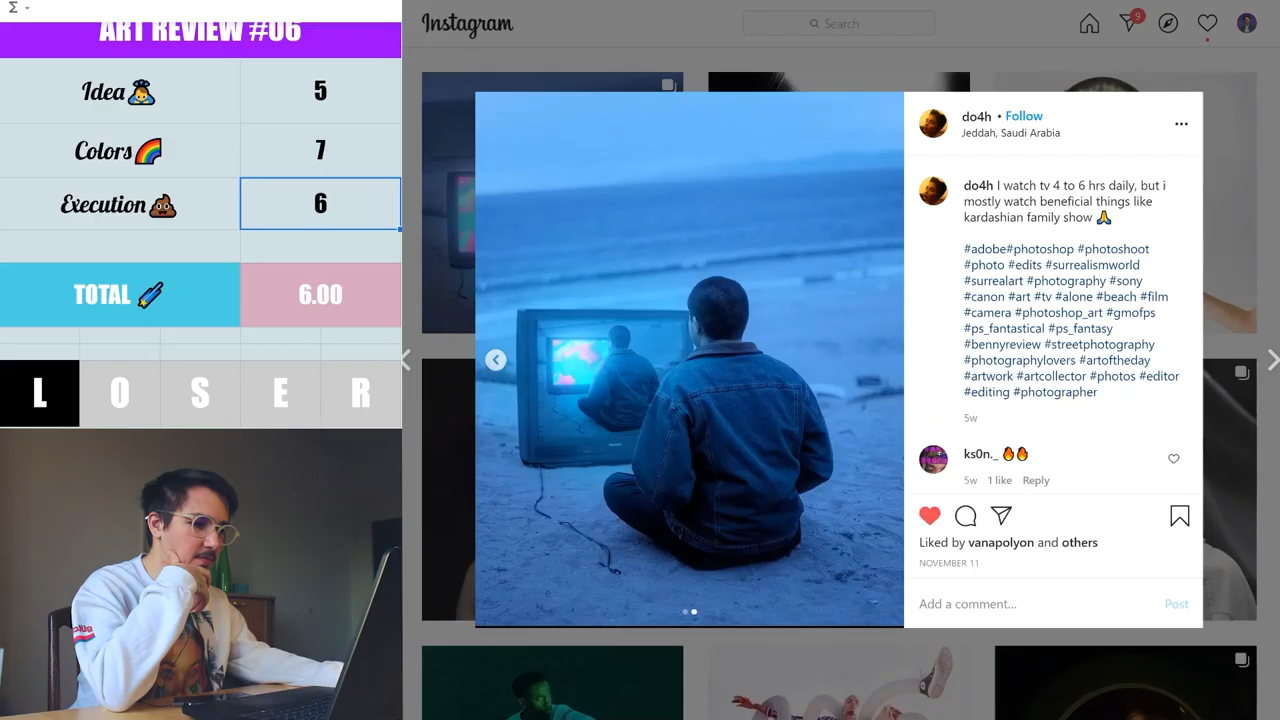 Σ
ART REVIEW #06
Idea 5
Colors 7
Execution 6
TOTAL 6.00
L O S E R
Instagram
Search
9
do4h • Follow
Jeddah, Saudi Arabia
do4h I watch tv 4 to 6 hrs daily, but i
mostly watch beneficial things like
kardashian family show 🙏
#adobe#photoshop #photoshoot
#photo #edits #surrealismworld
#surrealart #photography #sony
#canon #art #tv #alone #beach #film
#camera #photoshop_art #gmofps
#ps_fantastical #ps_fantasy
#bennyreview #streetphotography
#photographylovers #artoftheday
#artwork #artcollector #photos #editor
#editing #photographer
5w
ks0n._ 🔥🔥
5w 1 like Reply
Liked by vanapolyon and others
NOVEMBER 11
Add a comment... Post